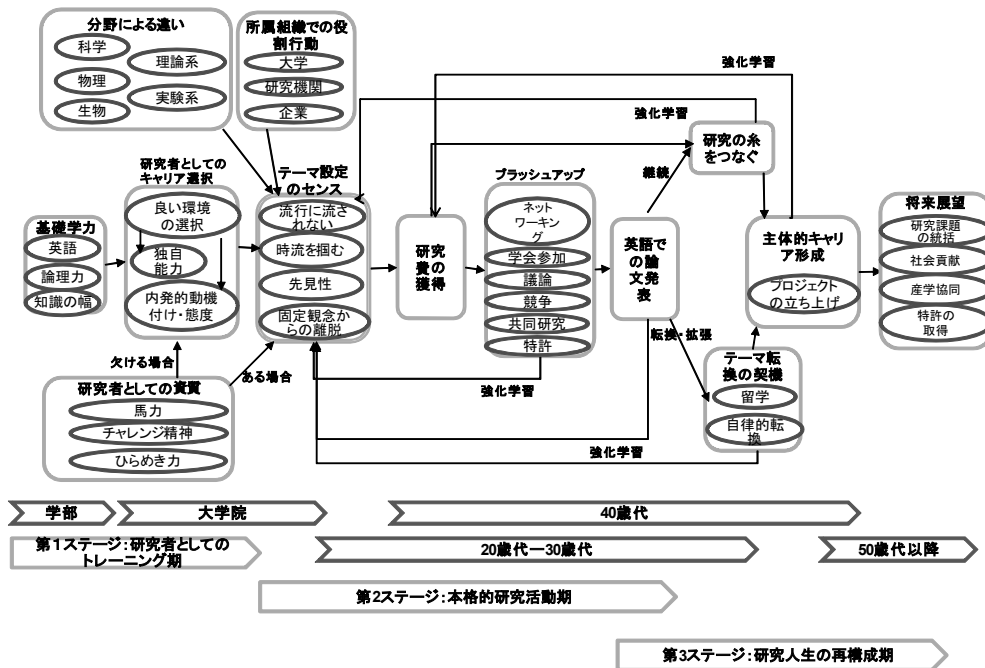 分野による違い
科学
物理
生物
理論系
実験系
所属組織での役
割行動
大学
研究機関
企業
強化学習
強化学習
研究の糸
をつなぐ
継続
研究者としての
キャリア選択
良い環境
の選択
独自
能力
内発的動機
付け・態度
テーマ設定
のセンス
流行に流さ
れない
時流を掴む
先見性
固定観念か
らの離脱
基礎学力
英語
論理力
知識の幅
研究
費の
獲得
ブラッシュアップ
ネット
ワーキン
グ
学会参加
議論
競争
共同研究
特許
英語で
の論
文発
表
主体的キャリ
ア形成
プロジェクト
の立ち上げ
将来展望
研究課題
の統括
社会貢献
産学協同
特許の
取得
転換・拡張
テーマ転
換の契機
留学
自律的転
換
欠ける場合
ある場合
研究者としての資質
馬力
チャレンジ精神
ひらめき力
強化学習
強化学習
学部
大学院
40歳代
第1ステージ：研究者としての
トレーニング期
20歳代ー30歳代
50歳代以降
第2ステージ：本格的研究活動期
第3ステージ：研究人生の再構成期